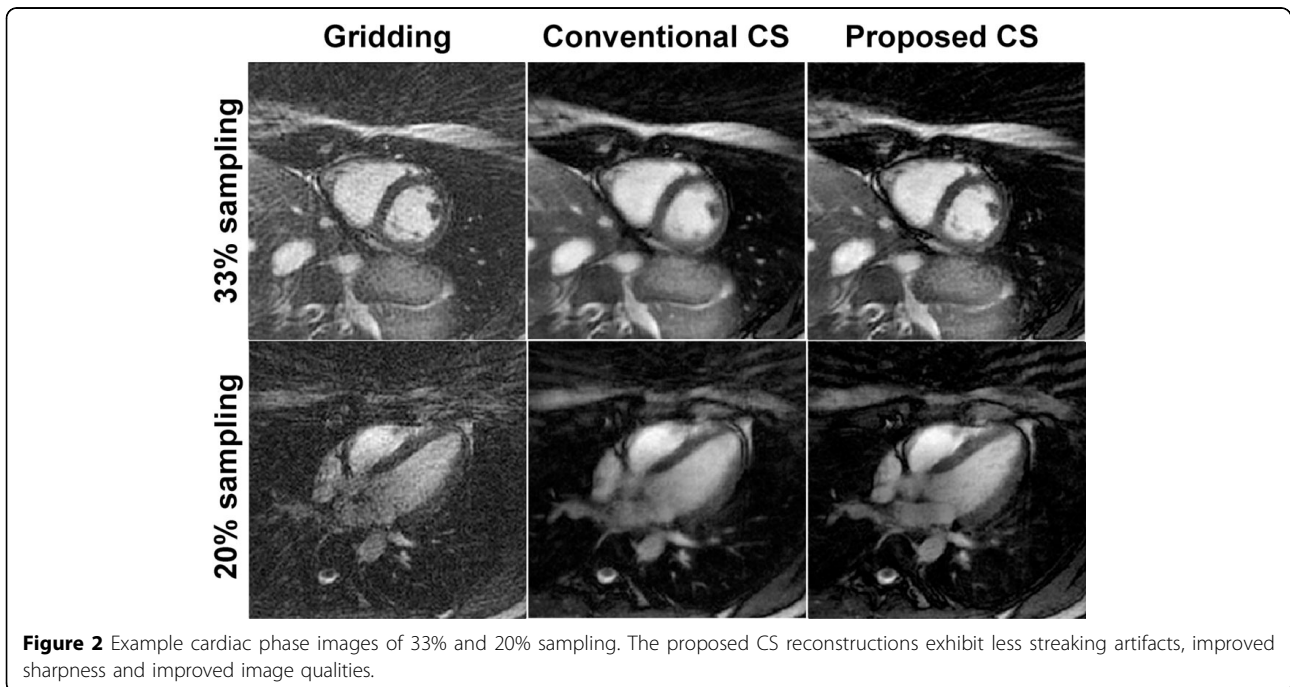 Gridding Conventional CS Proposed CS
33% sampling
20% sampling
Figure 2 Example cardiac phase images of 33% and 20% sampling. The proposed CS reconstructions exhibit less streaking artifacts, improved
sharpness and improved image qualities.